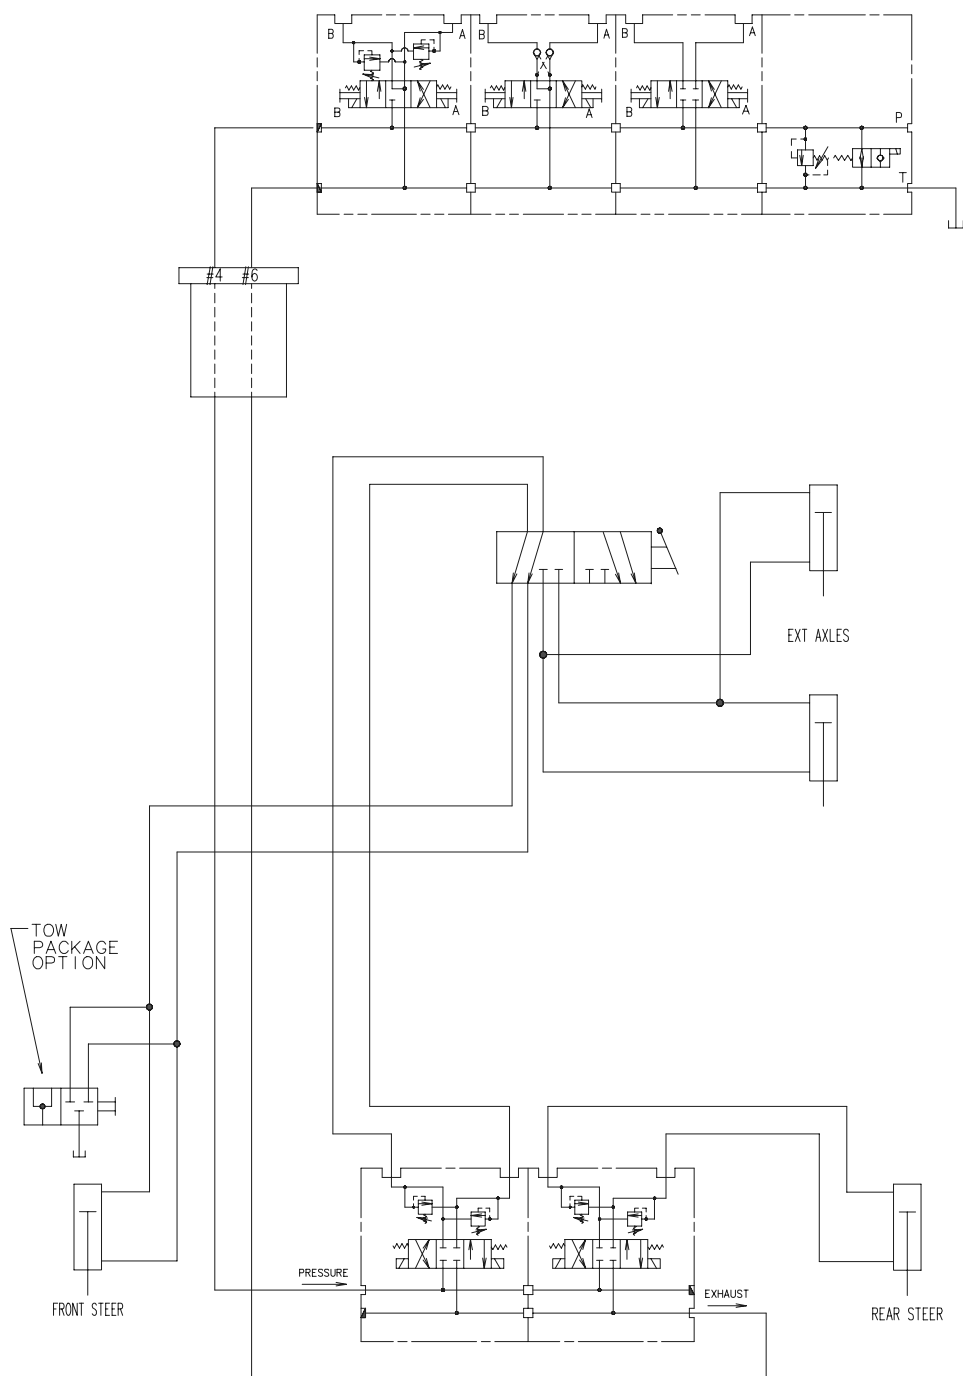 B
A
B
A
B
A
B
A
B
A
B
A
P
T
#4
#6
EXT AXLES
TOW
PACKAGE
OPTION
PRESSURE
EXHAUST
FRONT STEER
REAR STEER